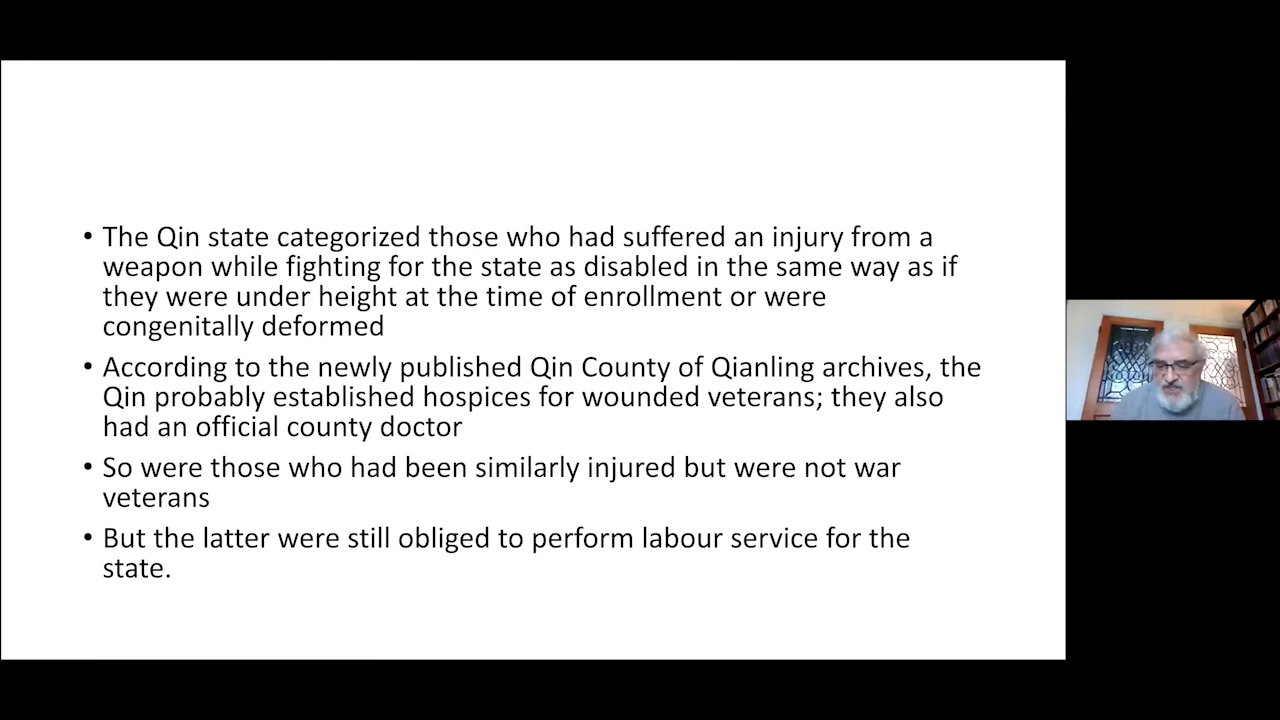 • The Qin state categorized those who had suffered an injury from a
weapon while fighting for the state as disabled in the same way as if
they were under height at the time of enrollment or were
congenitally deformed
• According to the newly published Qin County of Qianling archives, the
Qin probably established hospices for wounded veterans; they also
had an official county doctor
• So were those who had been similarly injured but were not war
veterans
• But the latter were still obliged to perform labour service for the
state.